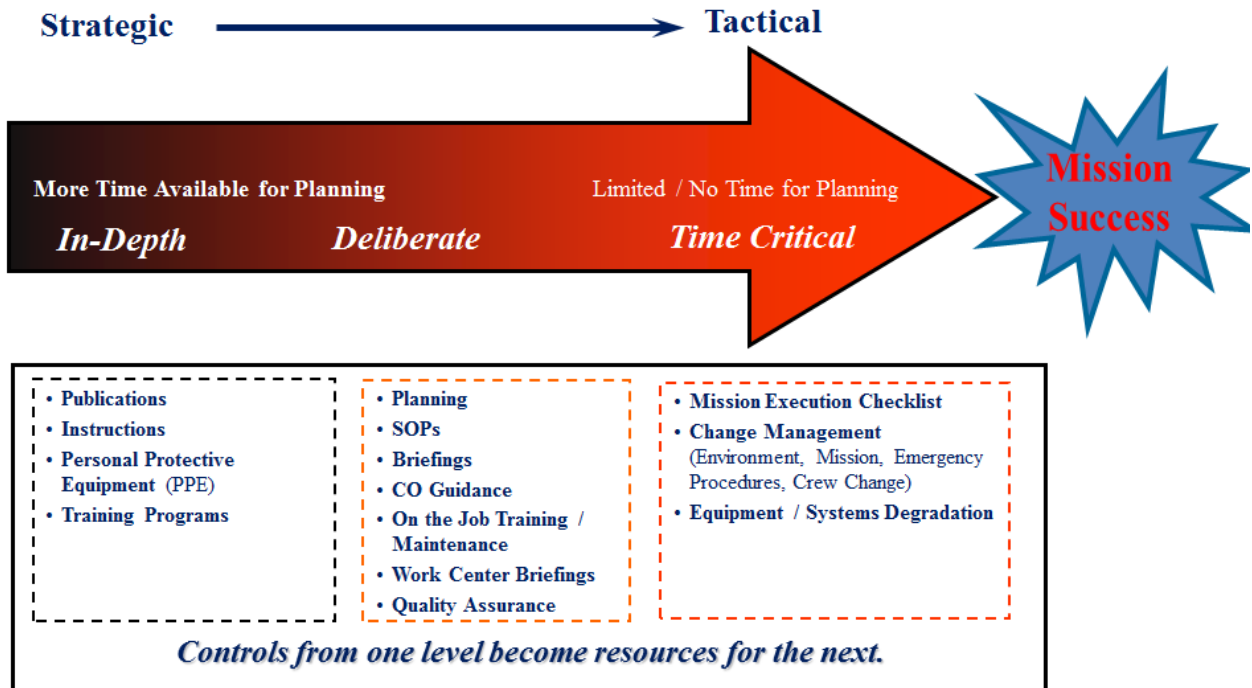 Strategic
Tactical
More Time Available for Planning
Limited / No Time for Planning
In-Depth
Deliberate
Time Critical
Mission
Success
• Publications
• Instructions
• Personal Protective
Equipment (PPE)
• Training Programs
• Planning
• SOPs
• Briefings
• CO Guidance
• On the Job Training /
Maintenance
• Work Center Briefings
• Quality Assurance
• Mission Execution Checklist
• Change Management
(Environment, Mission, Emergency
Procedures, Crew Change)
• Equipment / Systems Degradation
Controls from one level become resources for the next.